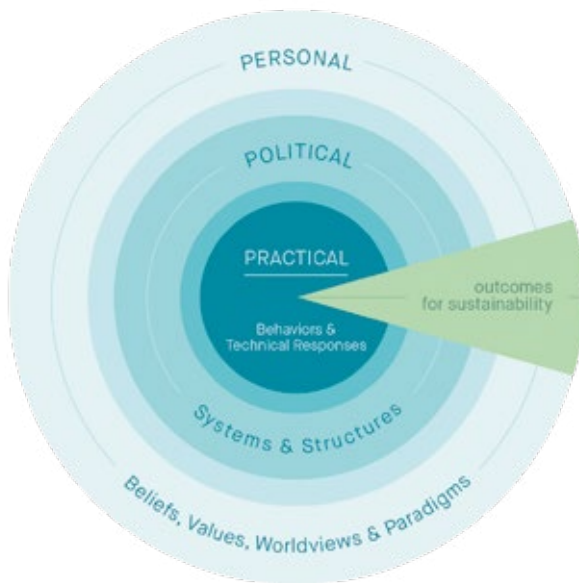 PERSONAL
POLITICAL
PRACTICAL
outcomes
for sustainability
Behaviors &
Technical Responses
Systems & Structures
Beliefs, Values, Worldviews & Paradigms